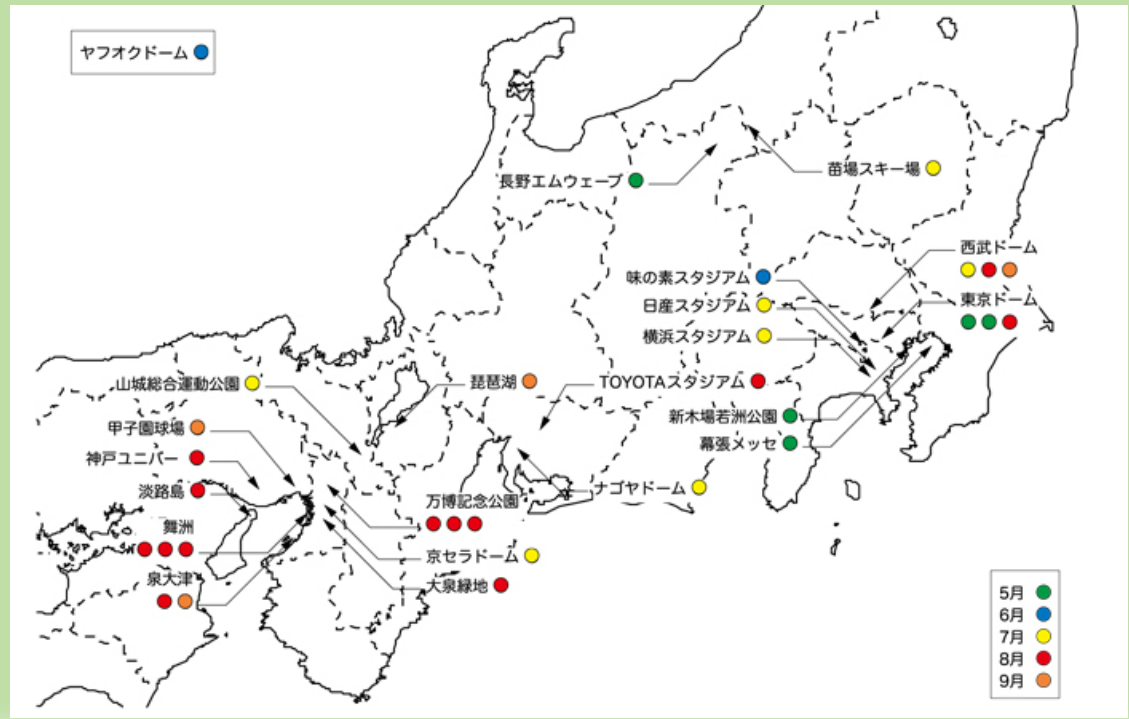 ヤフオクドーム
長野エムウェーブ
苗場スキー場
西武ドーム
味の素スタジアム
東京ドーム
日産スタジアム
横浜スタジアム
山城総合運動公園
琵琶湖
TOYOTAスタジアム
新木場若洲公園
甲子園球場
幕張メッセ
神戸ユニバー
淡路島
ナゴヤドーム
万博記念公園
舞洲
京セラドーム
泉大津
大泉緑地
5月
6月
7月
8月
9月